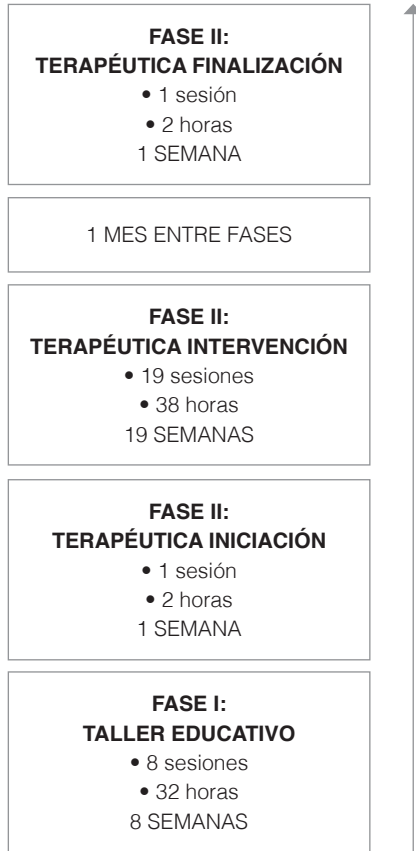 FASE II:
TERAPÉUTICA FINALIZACIÓN
• 1 sesión
• 2 horas
1 SEMANA
1 MES ENTRE FASES
FASE II:
TERAPÉUTICA INTERVENCIÓN
• 19 sesiones
• 38 horas
19 SEMANAS
FASE II:
TERAPÉUTICA INICIACIÓN
• 1 sesión
• 2 horas
1 SEMANA
FASE I:
TALLER EDUCATIVO
• 8 sesiones
• 32 horas
8 SEMANAS